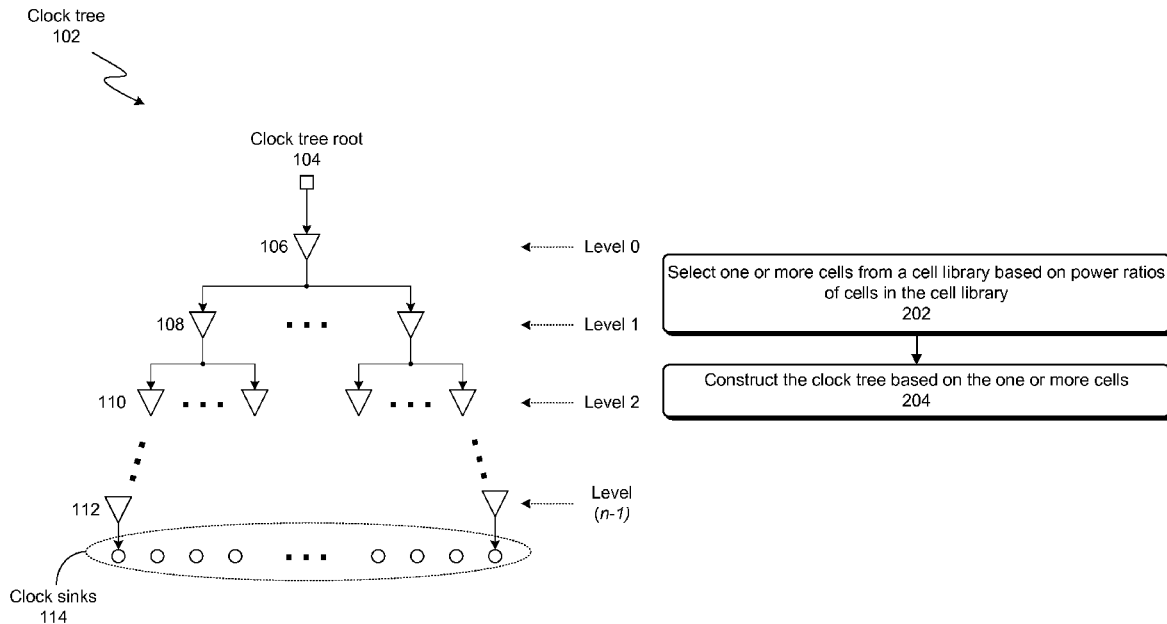 Clock tree
102
Clock tree root
104
106
Level 0
108
Level 1
110
Level 2
112
Level
(n-1)
Clock sinks
114
Select one or more cells from a cell library based on power ratios
of cells in the cell library
202
Construct the clock tree based on the one or more cells
204